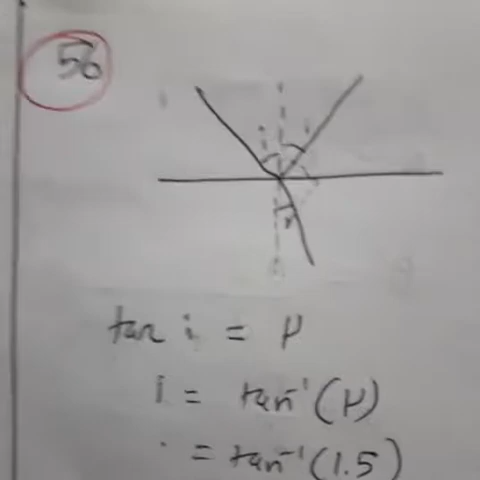 56
i i
r
tan i = μ
i = tan⁻¹(μ)
i = tan⁻¹(1.5)